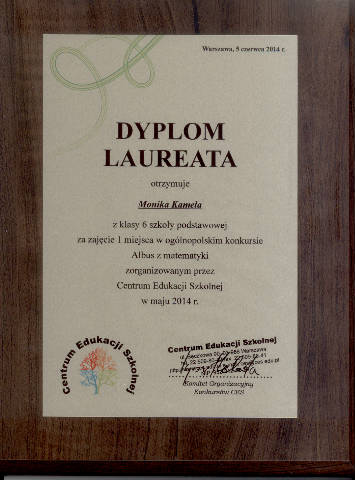 Warszawa, 5 czerwca 2014 r.
DYPLOM
LAUREATA
otrzymuje
Monika Kamela
z klasy 6 szkoły podstawowej
za zajęcie 1 miejsca w ogólnopolskim konkursie
Albus z matematyki
zorganizowanym przez
Centrum Edukacji Szkolnej
w maju 2014 r.
Centrum Edukacji Szkolnej
Centrum Edukacji Szkolnej
Warszawa
Komitet Organizacyjny
Konkursów CES